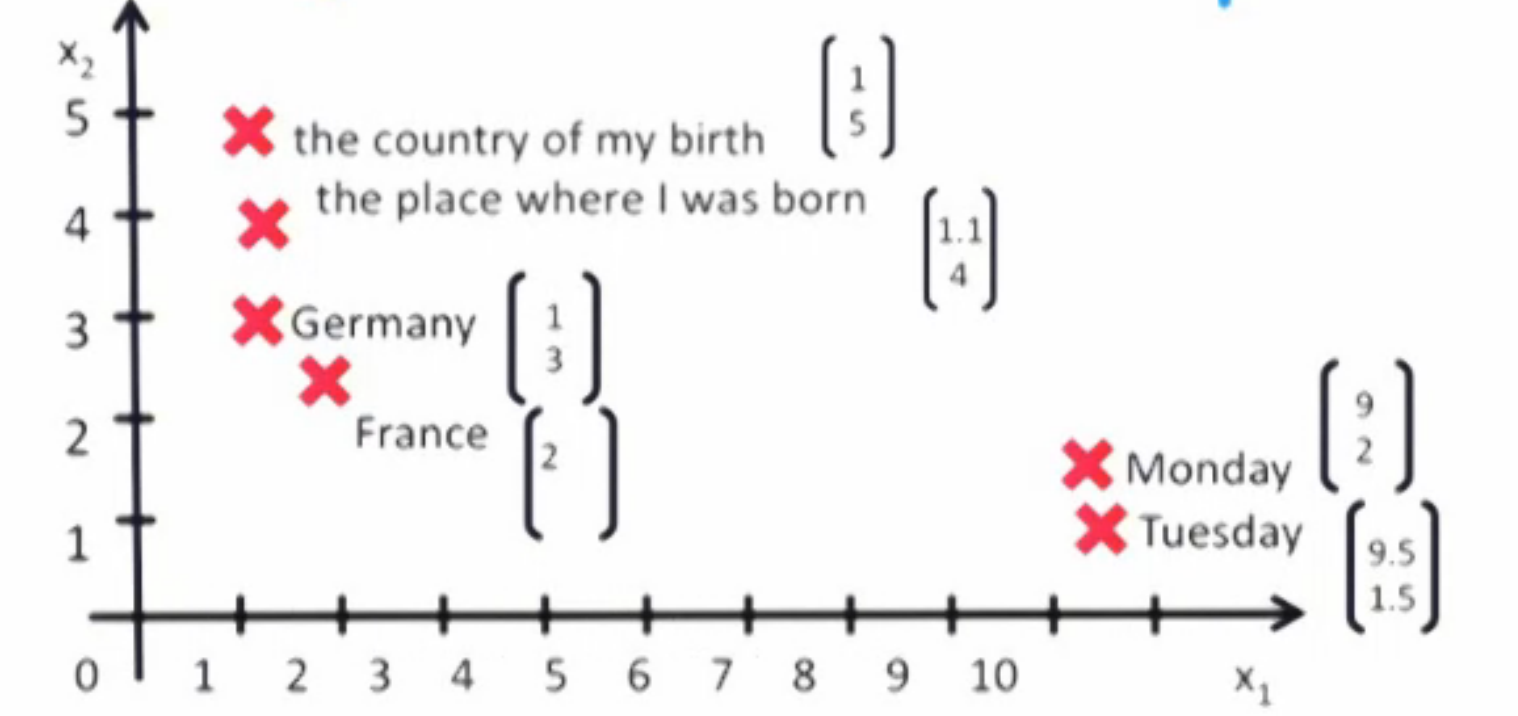 x2
5
the country of my birth
1
5
the place where I was born
4
1.1
4
3
Germany
1
3
2
France
2
9
2
Monday
1
Tuesday
9.5
1.5
0 1 2 3 4 5 6 7 8 9 10 x1